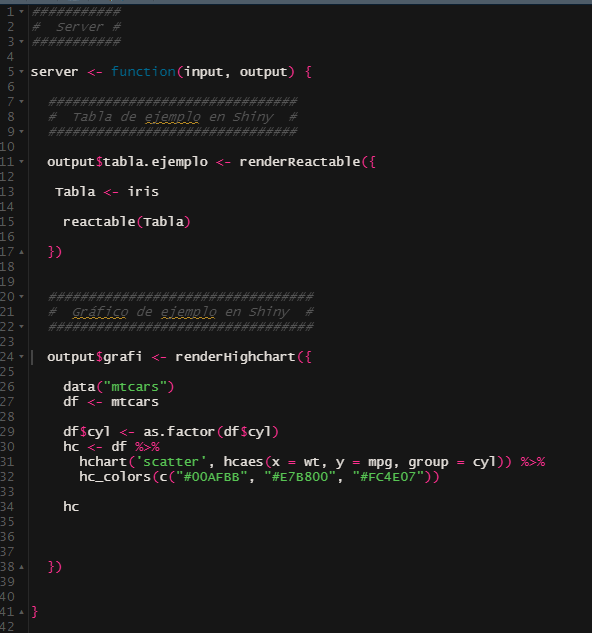 1 ###########
2 #  Server #
3 ###########
4
5 server <- function(input, output) {
6
7   ###############################
8   #  Tabla de ejemplo en Shiny  #
9   ###############################
10
11   output$tabla.ejemplo <- renderReactable({
12
13    Tabla <- iris
14
15     reactable(Tabla)
16
17   })
18
19
20   #################################
21   #  Gráfico de ejemplo en Shiny  #
22   #################################
23
24   output$grafi <- renderHighchart({
25
26     data("mtcars")
27     df <- mtcars
28
29     df$cyl <- as.factor(df$cyl)
30     hc <- df %>%
31       hchart('scatter', hcaes(x = wt, y = mpg, group = cyl)) %>%
32       hc_colors(c("#00AFBB", "#E7B800", "#FC4E07"))
33
34     hc
35
36
37
38   })
39
40
41 }
42